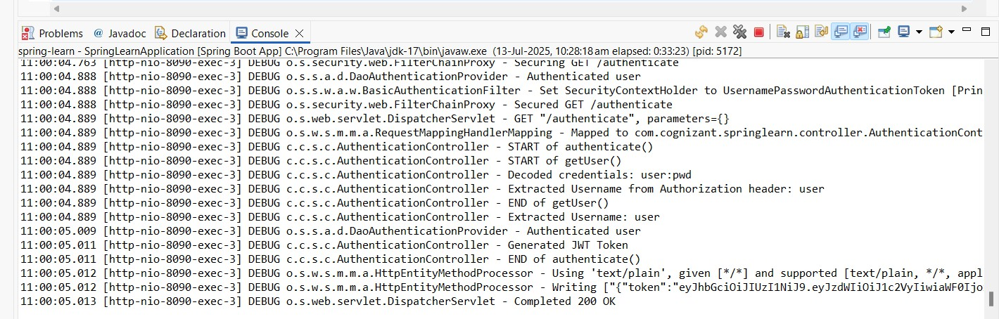 Problems @ Javadoc Declaration Console
spring-learn - SpringLearnApplication [Spring Boot App] C:\Program Files\Java\jdk-17\bin\javaw.exe (13-Jul-2025, 10:28:18 am elapsed: 0:33:23) [pid: 5172]
11:00:04.763 [http-nio-8090-exec-3] DEBUG o.s.security.web.FilterChainProxy - Securing GET /authenticate
11:00:04.888 [http-nio-8090-exec-3] DEBUG o.s.s.a.d.DaoAuthenticationProvider - Authenticated user
11:00:04.888 [http-nio-8090-exec-3] DEBUG o.s.s.w.a.w.BasicAuthenticationFilter - Set SecurityContextHolder to UsernamePasswordAuthenticationToken [Prin
11:00:04.888 [http-nio-8090-exec-3] DEBUG o.s.security.web.FilterChainProxy - Secured GET /authenticate
11:00:04.889 [http-nio-8090-exec-3] DEBUG o.s.web.servlet.DispatcherServlet - GET "/authenticate", parameters={}
11:00:04.889 [http-nio-8090-exec-3] DEBUG o.s.w.s.m.m.a.RequestMappingHandlerMapping - Mapped to com.cognizant.springlearn.controller.AuthenticationCont
11:00:04.889 [http-nio-8090-exec-3] DEBUG c.c.s.c.AuthenticationController - START of authenticate()
11:00:04.889 [http-nio-8090-exec-3] DEBUG c.c.s.c.AuthenticationController - START of getUser()
11:00:04.889 [http-nio-8090-exec-3] DEBUG c.c.s.c.AuthenticationController - Decoded credentials: user:pwd
11:00:04.889 [http-nio-8090-exec-3] DEBUG c.c.s.c.AuthenticationController - Extracted Username from Authorization header: user
11:00:04.889 [http-nio-8090-exec-3] DEBUG c.c.s.c.AuthenticationController - END of getUser()
11:00:04.889 [http-nio-8090-exec-3] DEBUG c.c.s.c.AuthenticationController - Extracted Username: user
11:00:05.009 [http-nio-8090-exec-3] DEBUG o.s.s.a.d.DaoAuthenticationProvider - Authenticated user
11:00:05.011 [http-nio-8090-exec-3] DEBUG c.c.s.c.AuthenticationController - Generated JWT Token
11:00:05.011 [http-nio-8090-exec-3] DEBUG c.c.s.c.AuthenticationController - END of authenticate()
11:00:05.012 [http-nio-8090-exec-3] DEBUG o.s.w.s.m.m.a.HttpEntityMethodProcessor - Using 'text/plain', given [*/*] and supported [text/plain, */*, appl
11:00:05.012 [http-nio-8090-exec-3] DEBUG o.s.w.s.m.m.a.HttpEntityMethodProcessor - Writing ["{"token":"eyJhbGciOiJIUzI1NiJ9.eyJzdWIiOiJ1c2VyIiwiaWF0Ijo
11:00:05.013 [http-nio-8090-exec-3] DEBUG o.s.web.servlet.DispatcherServlet - Completed 200 OK